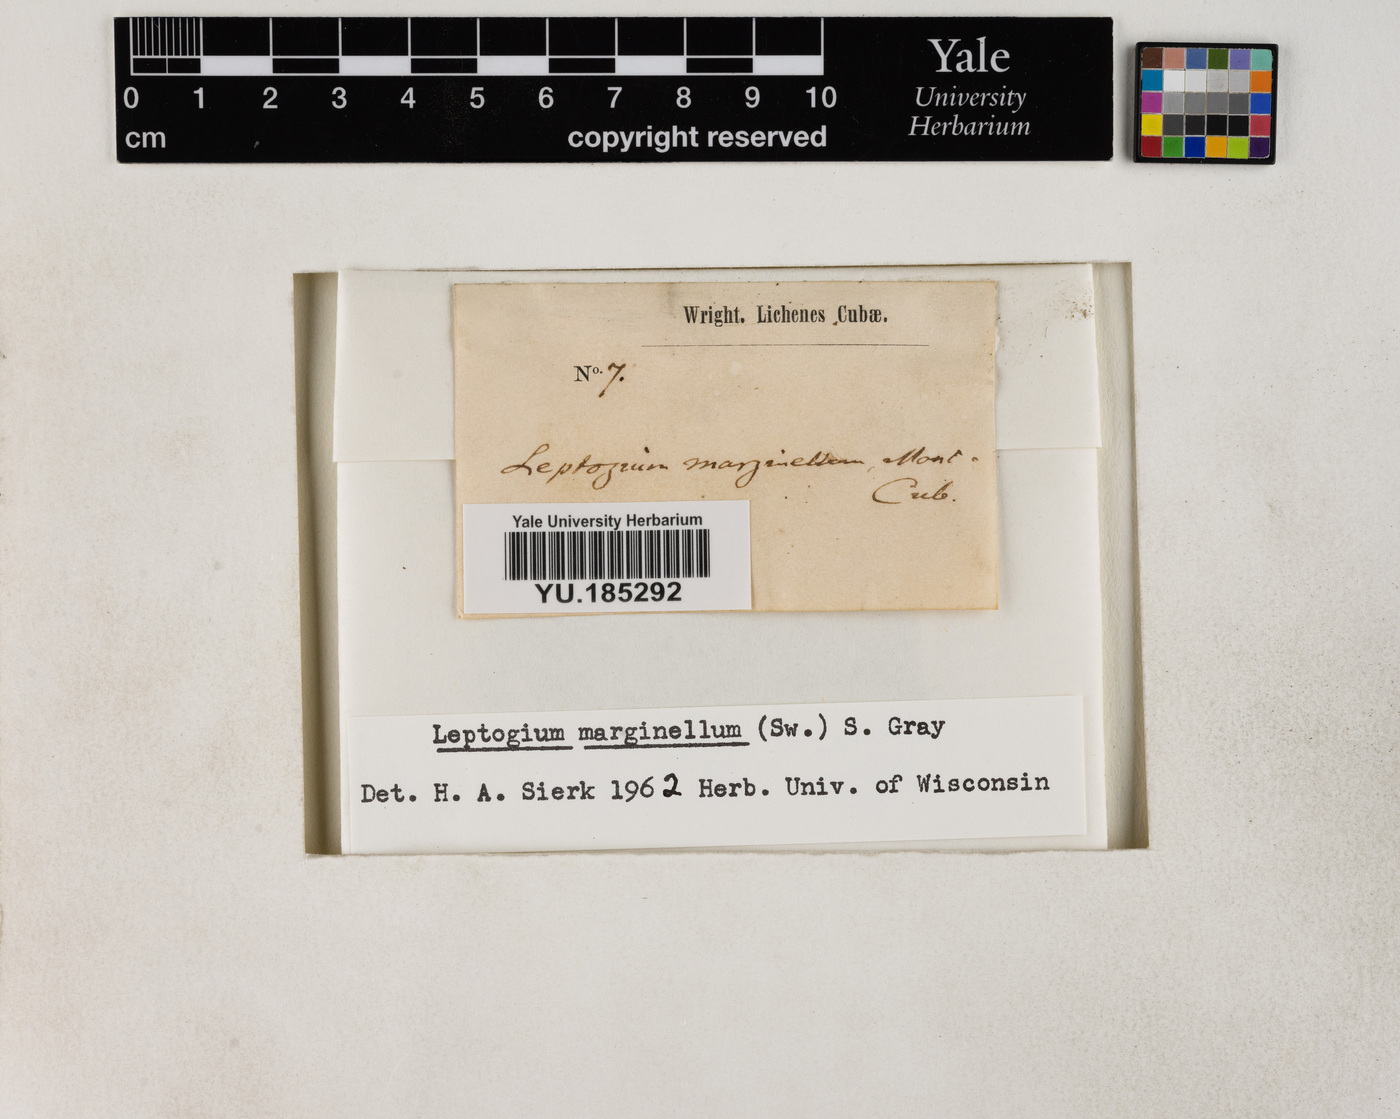 0 1 2 3 4 5 6 7 8 9 10
cm
copyright reserved
Yale
University
Herbarium
Wright. Lichenes Cubæ.
No. 7.
Leptogium marginellum, Mont.
Cub.
Yale University Herbarium
YU.185292
Leptogium marginellum (Sw.) S. Gray
Det. H. A. Sierk 1962 Herb. Univ. of Wisconsin